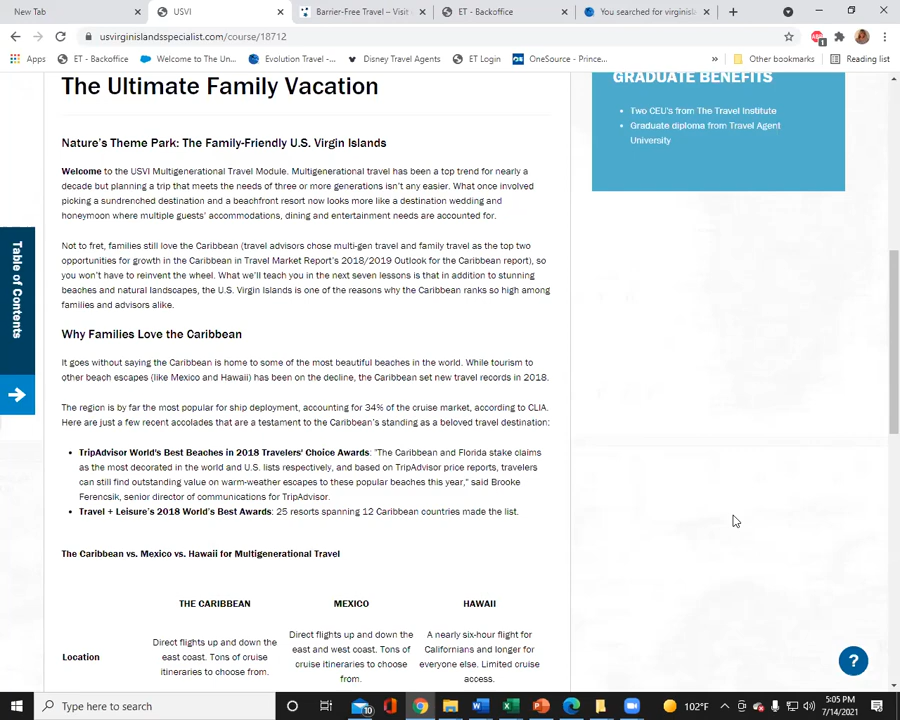 New Tab
USVI
Barrier-Free Travel – Visit
ET - Backoffice
You searched for virginisl
usvirginislandsspecialist.com/course/18712
Apps
ET - Backoffice
Welcome to The Un...
Evolution Travel -...
Disney Travel Agents
ET Login
OneSource - Prince...
Other bookmarks
Reading list
The Ultimate Family Vacation
GRADUATE BENEFITS
Two CEU's from The Travel Institute
Graduate diploma from Travel Agent
University
Nature's Theme Park: The Family-Friendly U.S. Virgin Islands
Welcome to the USVI Multigenerational Travel Module. Multigenerational travel has been a top trend for nearly a
decade but planning a trip that meets the needs of three or more generations isn't any easier. What once involved
picking a sundrenched destination and a beachfront resort now looks more like a destination wedding and
honeymoon where multiple guests' accommodations, dining and entertainment needs are accounted for.
Not to fret, families still love the Caribbean (travel advisors chose multi-gen travel and family travel as the top two
opportunities for growth in the Caribbean in Travel Market Report's 2018/2019 Outlook for the Caribbean report), so
you won't have to reinvent the wheel. What we'll teach you in the next seven lessons is that in addition to stunning
beaches and natural landscapes, the U.S. Virgin Islands is one of the reasons why the Caribbean ranks so high among
families and advisors alike.
Table of Contents
Why Families Love the Caribbean
It goes without saying the Caribbean is home to some of the most beautiful beaches in the world. While tourism to
other beach escapes (like Mexico and Hawaii) has been on the decline, the Caribbean set new travel records in 2018.
The region is by far the most popular for ship deployment, accounting for 34% of the cruise market, according to CLIA.
Here are just a few recent accolades that are a testament to the Caribbean's standing as a beloved travel destination:
TripAdvisor World's Best Beaches in 2018 Travelers' Choice Awards: "The Caribbean and Florida stake claims
as the most decorated in the world and U.S. lists respectively, and based on TripAdvisor price reports, travelers
can still find outstanding value on warm-weather escapes to these popular beaches this year," said Brooke
Ferencsik, senior director of communications for TripAdvisor.
Travel + Leisure's 2018 World's Best Awards: 25 resorts spanning 12 Caribbean countries made the list.
The Caribbean vs. Mexico vs. Hawaii for Multigenerational Travel
THE CARIBBEAN
MEXICO
HAWAII
Location
Direct flights up and down the
east coast. Tons of cruise
itineraries to choose
from.
Direct flights up and down the
east and west coast. Tons of
cruise itineraries to choose
from.
A nearly six-hour flight for
Californians and longer for
everyone else. Limited cruise
access.
?
Type here to search
10
102°F
5:05 PM
7/14/2021